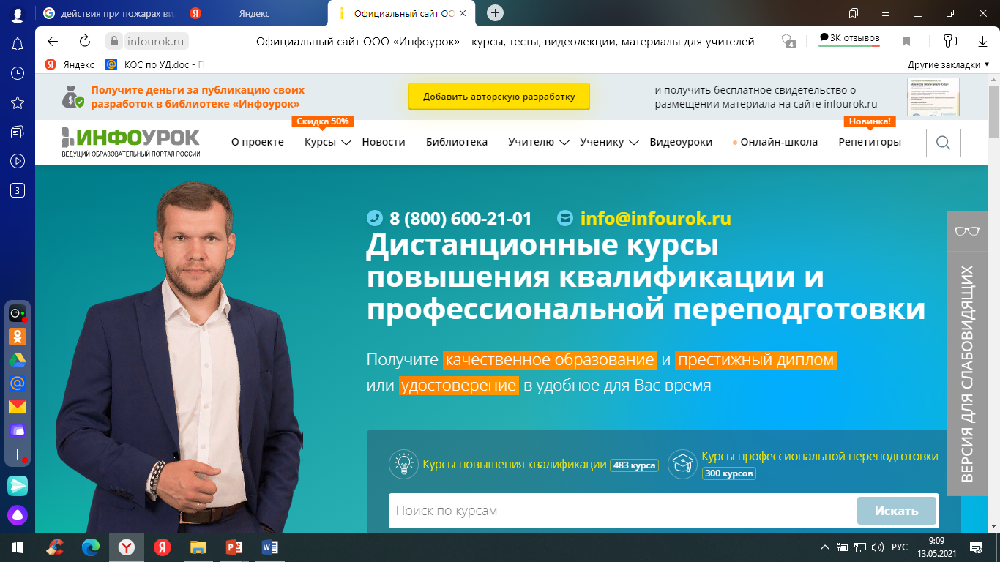 действия при пожарах ви
Яндекс
Официальный сайт ОО
infourok.ru
Официальный сайт ООО «Инфоурок» - курсы, тесты, видеолекции, материалы для учителей
4
3К отзывов
Яндекс
КОС по УД.doc - П
Другие закладки
Получите деньги за публикацию своих
разработок в библиотеке «Инфоурок»
Добавить авторскую разработку
и получить бесплатное свидетельство о
размещении материала на сайте infourok.ru
Скидка 50%
Новинка!
ИНФОУРОК
ВЕДУЩИЙ ОБРАЗОВАТЕЛЬНЫЙ ПОРТАЛ РОССИИ
О проекте Курсы Новости Библиотека Учителю Ученику Видеоуроки Онлайн-школа Репетиторы
3
8 (800) 600-21-01 info@infourok.ru
Дистанционные курсы
повышения квалификации и
профессиональной переподготовки
Получите качественное образование и престижный диплом
или удостоверение в удобное для Вас время
ВЕРСИЯ ДЛЯ СЛАБОВИДЯЩИХ
Курсы повышения квалификации 483 курса
Курсы профессиональной переподготовки
300 курсов
Поиск по курсам
Искать
РУС
9:09
13.05.2021